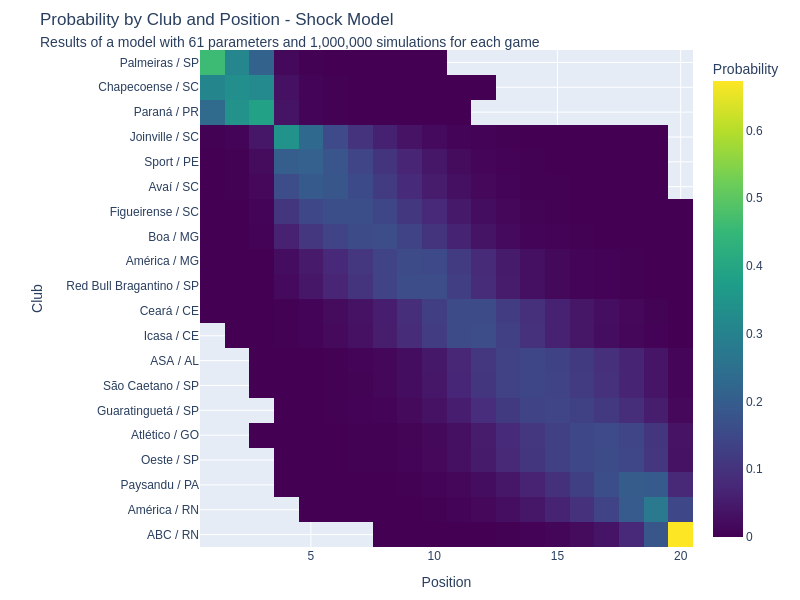 Probability by Club and Position - Shock Model
Results of a model with 61 parameters and 1,000,000 simulations for each game
Probability
Palmeiras / SP
Chapecoense / SC
Paraná / PR
Joinville / SC
Sport / PE
Avaí / SC
Figueirense / SC
Boa / MG
América / MG
Red Bull Bragantino / SP
Ceará / CE
Icasa / CE
ASA / AL
São Caetano / SP
Guaratinguetá / SP
Atlético / GO
Oeste / SP
Paysandu / PA
América / RN
ABC / RN
Club
5
10
15
20
Position
0.6
0.5
0.4
0.3
0.2
0.1
0